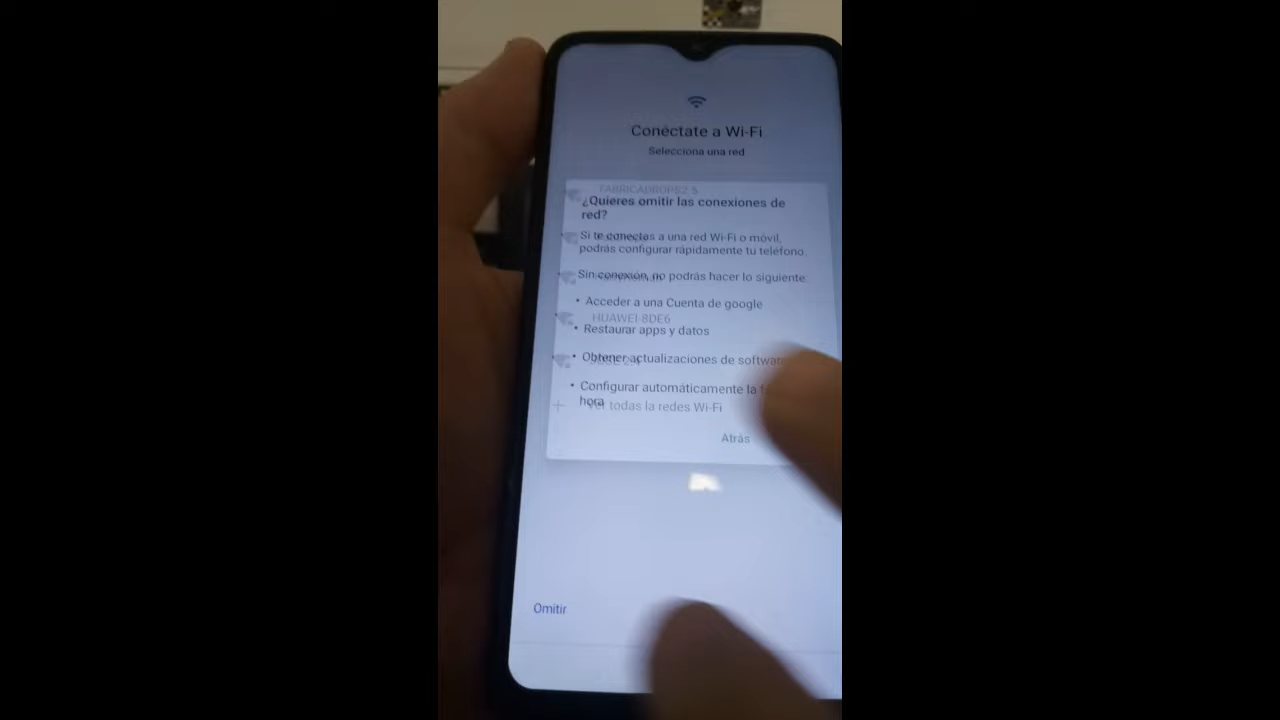 Conéctate a Wi-Fi
Selecciona una red
FABRICADROPS2.5
¿Quieres omitir las conexiones de
red?
Si te conectas a una red Wi-Fi o móvil,
podrás configurar rápidamente tu teléfono.
Sin conexión, no podrás hacer lo siguiente
• Acceder a una Cuenta de google
HUAWEI-8DE6
• Restaurar apps y datos
• Obtener actualizaciones de software
• Configurar automáticamente la
hora
Ver todas la redes Wi-Fi
Atrás
Omitir